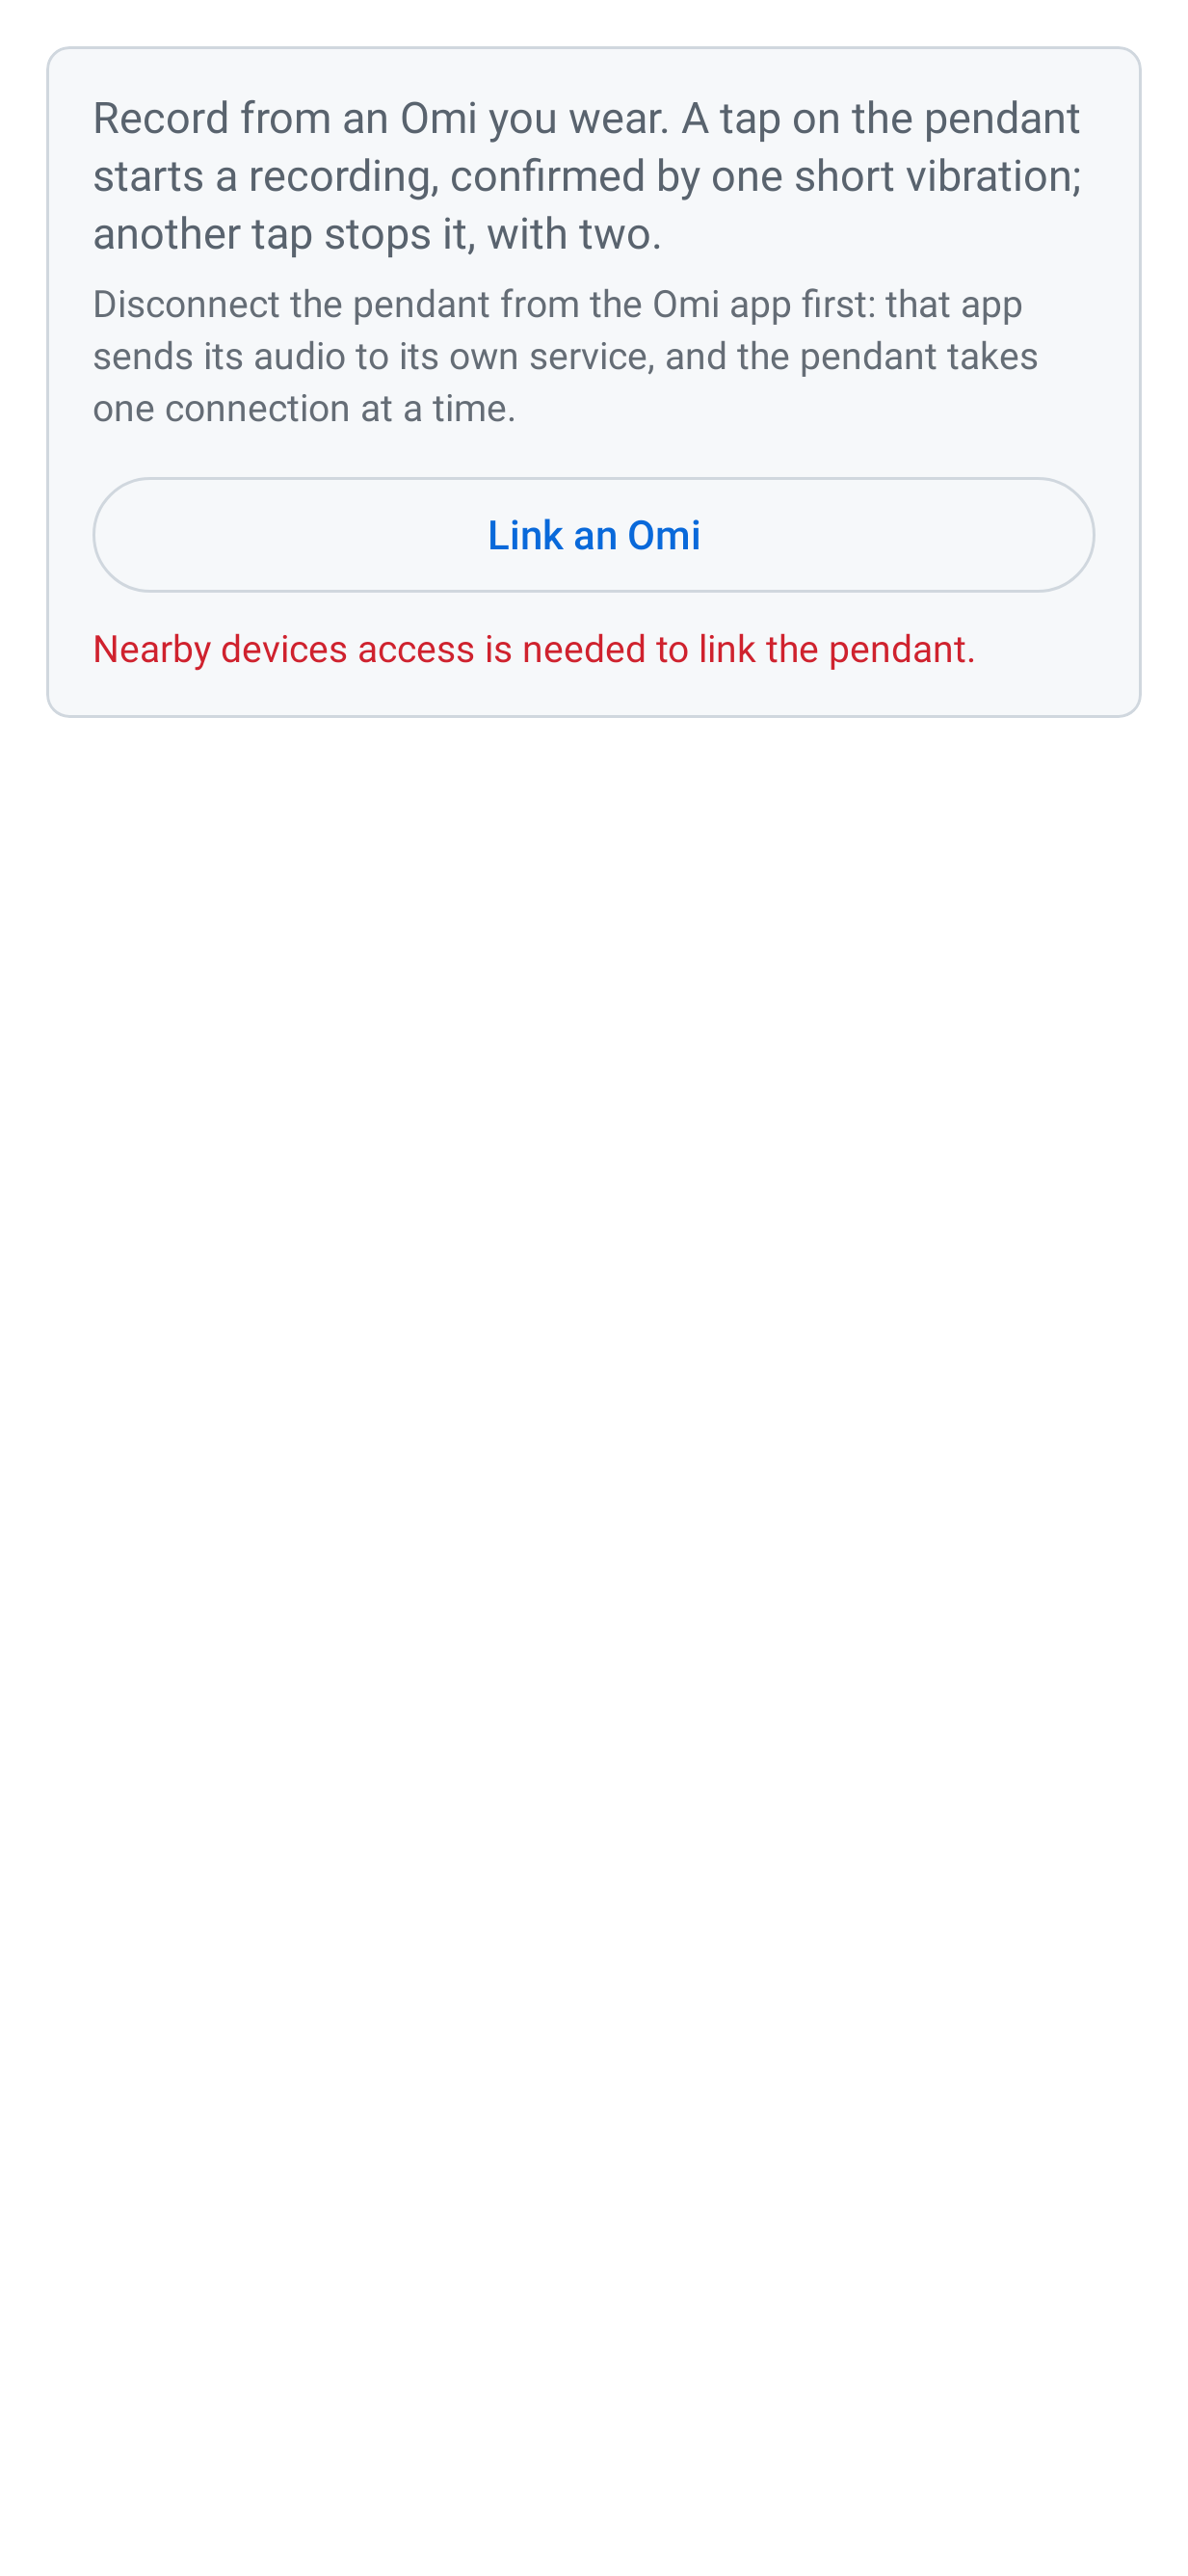 Record from an Omi you wear. A tap on the pendant
starts a recording, confirmed by one short vibration;
another tap stops it, with two.
Disconnect the pendant from the Omi app first: that app
sends its audio to its own service, and the pendant takes
one connection at a time.
Link an Omi
Nearby devices access is needed to link the pendant.